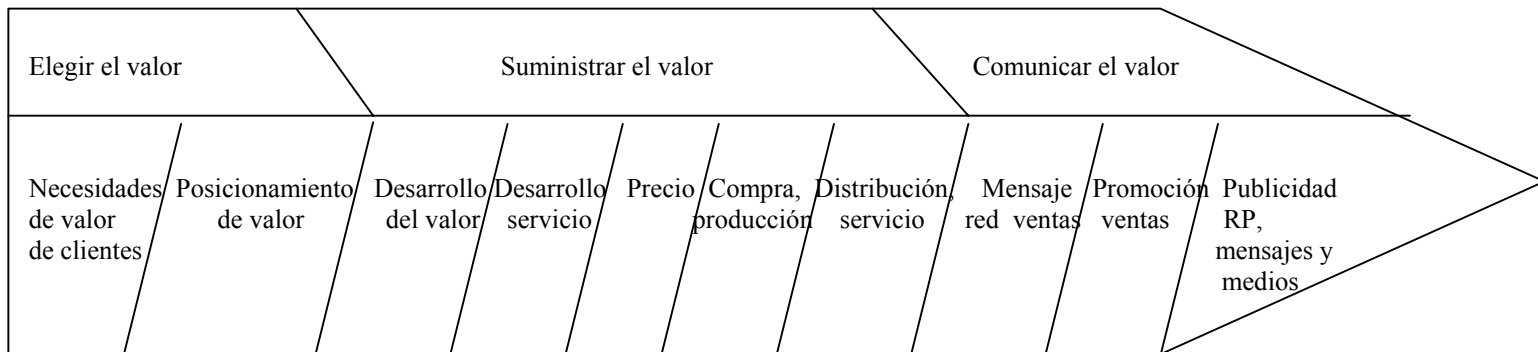 Elegir el valor
Suministrar el valor
Comunicar el valor
Necesidades
de valor
de clientes
Posicionamiento
de valor
Desarrollo
del valor
Desarrollo
servicio
Precio
Compra,
producción
Distribución,
servicio
Mensaje
red ventas
Promoción
ventas
Publicidad
RP,
mensajes y
medios